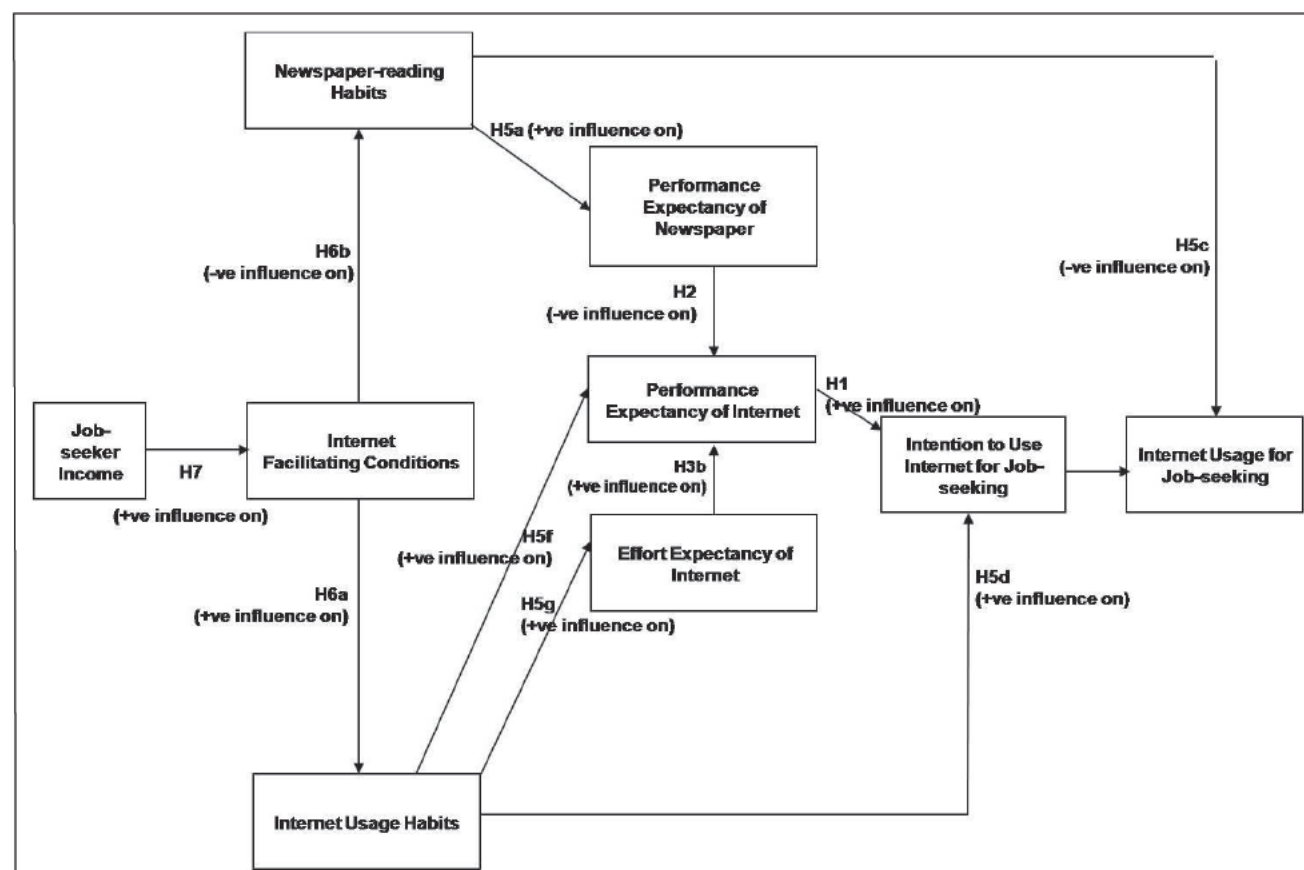 Newspaper-reading
Habits
H5a (+ve influence on)
Performance
Expectancy of
Newspaper
H6b
(-ve influence on)
H5c
(-ve influence on)
H2
(-ve influence on)
Performance
Expectancy of Internet
H1
(+ve influence on)
Job-
seeker
Income
H7
(+ve influence on)
Internet
Facilitating Conditions
Intention to Use
Internet for Job-
seeking
Internet Usage for
Job-seeking
H3b
(+ve influence on)
H5f
(+ve influence on)
Effort Expectancy of
Internet
H5g
(+ve influence on)
H5d
(+ve influence on)
H6a
(+ve influence on)
Internet Usage Habits